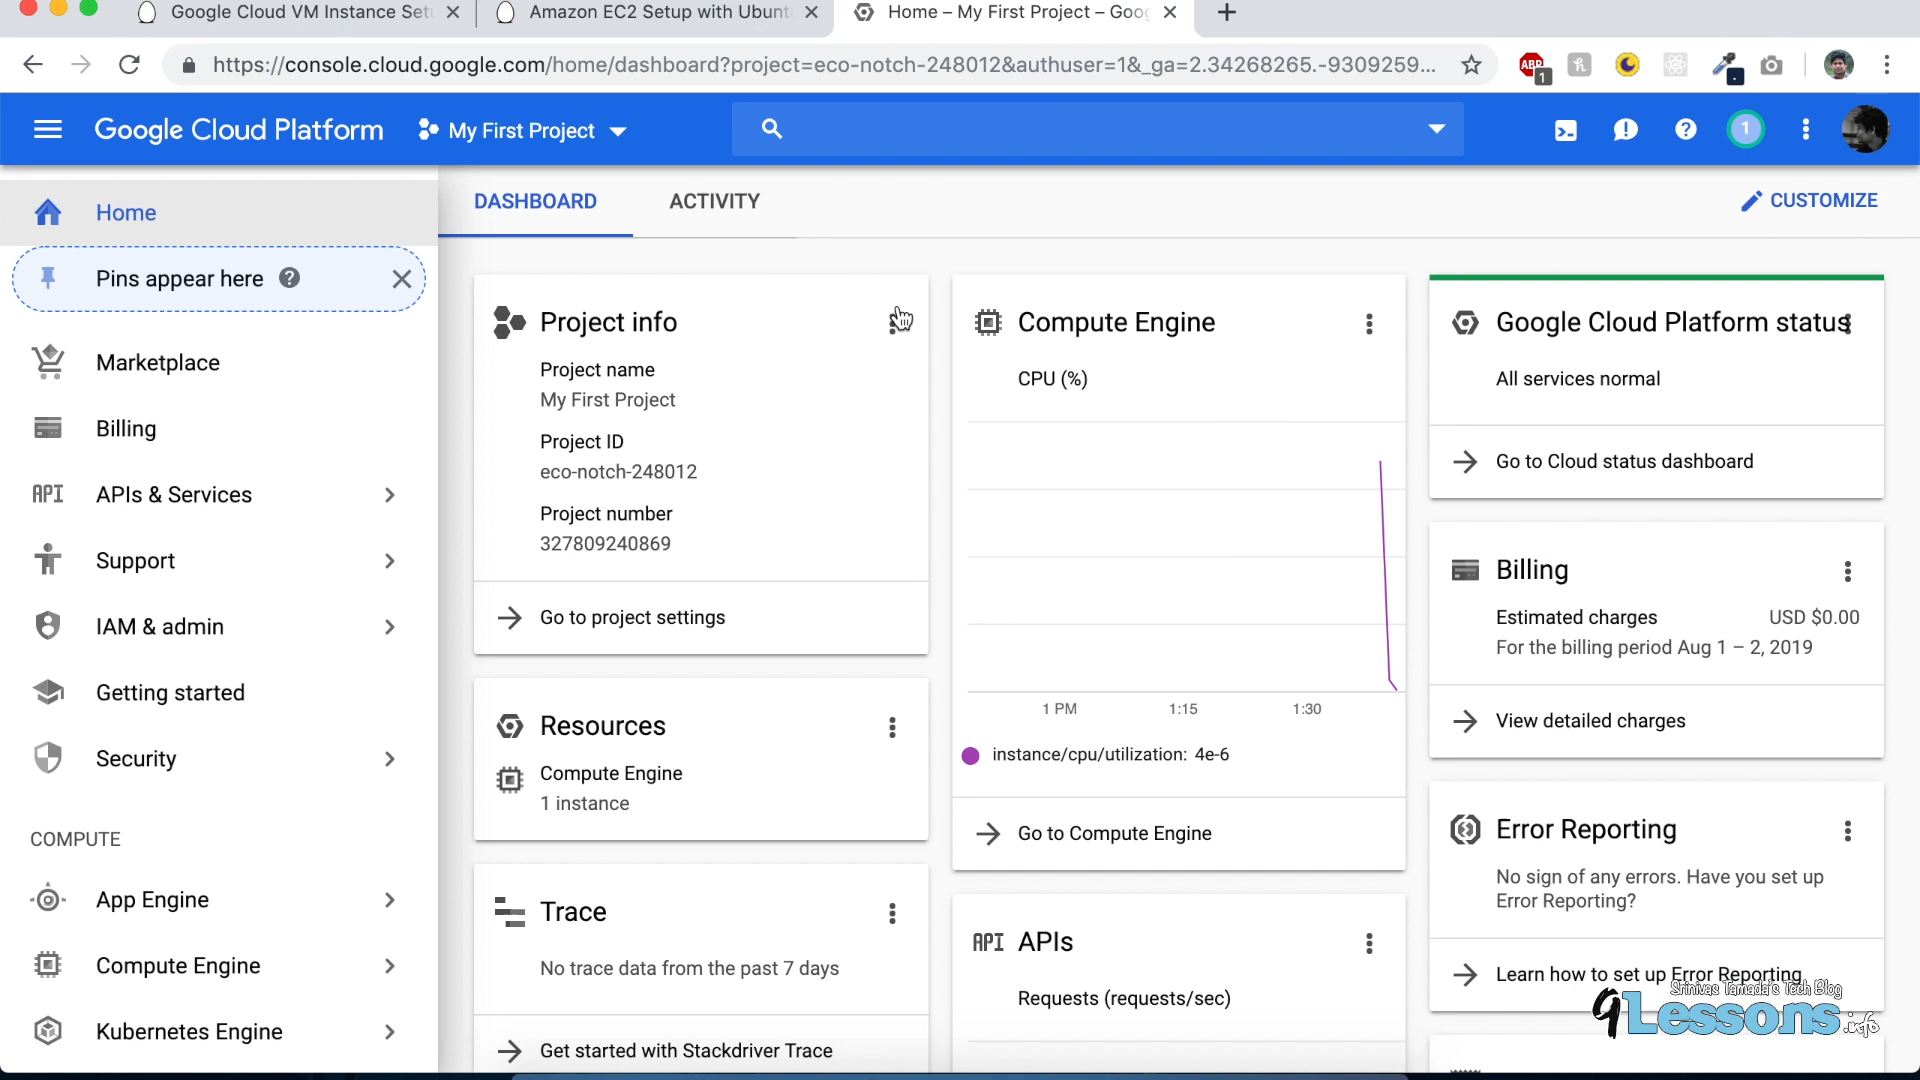 Google Cloud VM Instance Setu
Amazon EC2 Setup with Ubunt
Home – My First Project – Goog
https://console.cloud.google.com/home/dashboard?project=eco-notch-248012&authuser=1&_ga=2.34268265.-9309259...
ABP
1
Google Cloud Platform
My First Project
1
Home
Pins appear here
Marketplace
Billing
API
APIs & Services
Support
IAM & admin
Getting started
Security
COMPUTE
App Engine
Compute Engine
Kubernetes Engine
DASHBOARD
ACTIVITY
CUSTOMIZE
Project info
Project name
My First Project
Project ID
eco-notch-248012
Project number
327809240869
Go to project settings
Resources
Compute Engine
1 instance
Trace
No trace data from the past 7 days
Get started with Stackdriver Trace
Compute Engine
CPU (%)
1 PM
1:15
1:30
instance/cpu/utilization: 4e-6
Go to Compute Engine
API
APIs
Requests (requests/sec)
Google Cloud Platform status
All services normal
Go to Cloud status dashboard
Billing
Estimated charges
USD $0.00
For the billing period Aug 1 – 2, 2019
View detailed charges
Error Reporting
No sign of any errors. Have you set up
Error Reporting?
Learn how to set up Error Reporting
Srinivas Tamada's Tech Blog
9Lessons.info